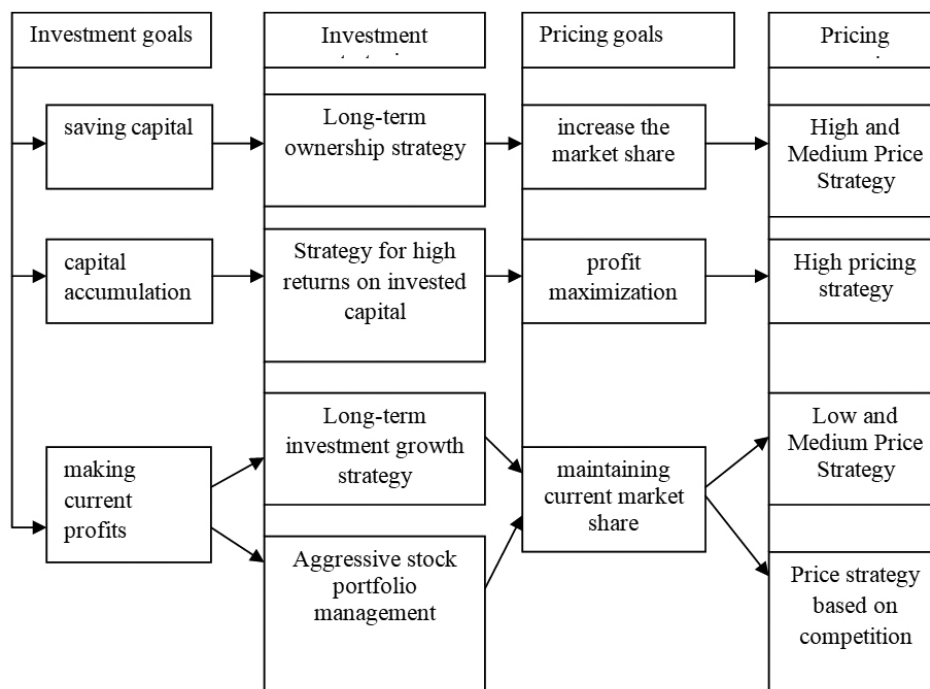 Investment goals
Investment
Pricing goals
Pricing
saving capital
Long-term
ownership strategy
increase the
market share
High and
Medium Price
Strategy
capital
accumulation
Strategy for high
returns on invested
capital
profit
maximization
High pricing
strategy
making
current
profits
Long-term
investment growth
strategy
Aggressive stock
portfolio
management
maintaining
current market
share
Low and
Medium Price
Strategy
Price strategy
based on
competition